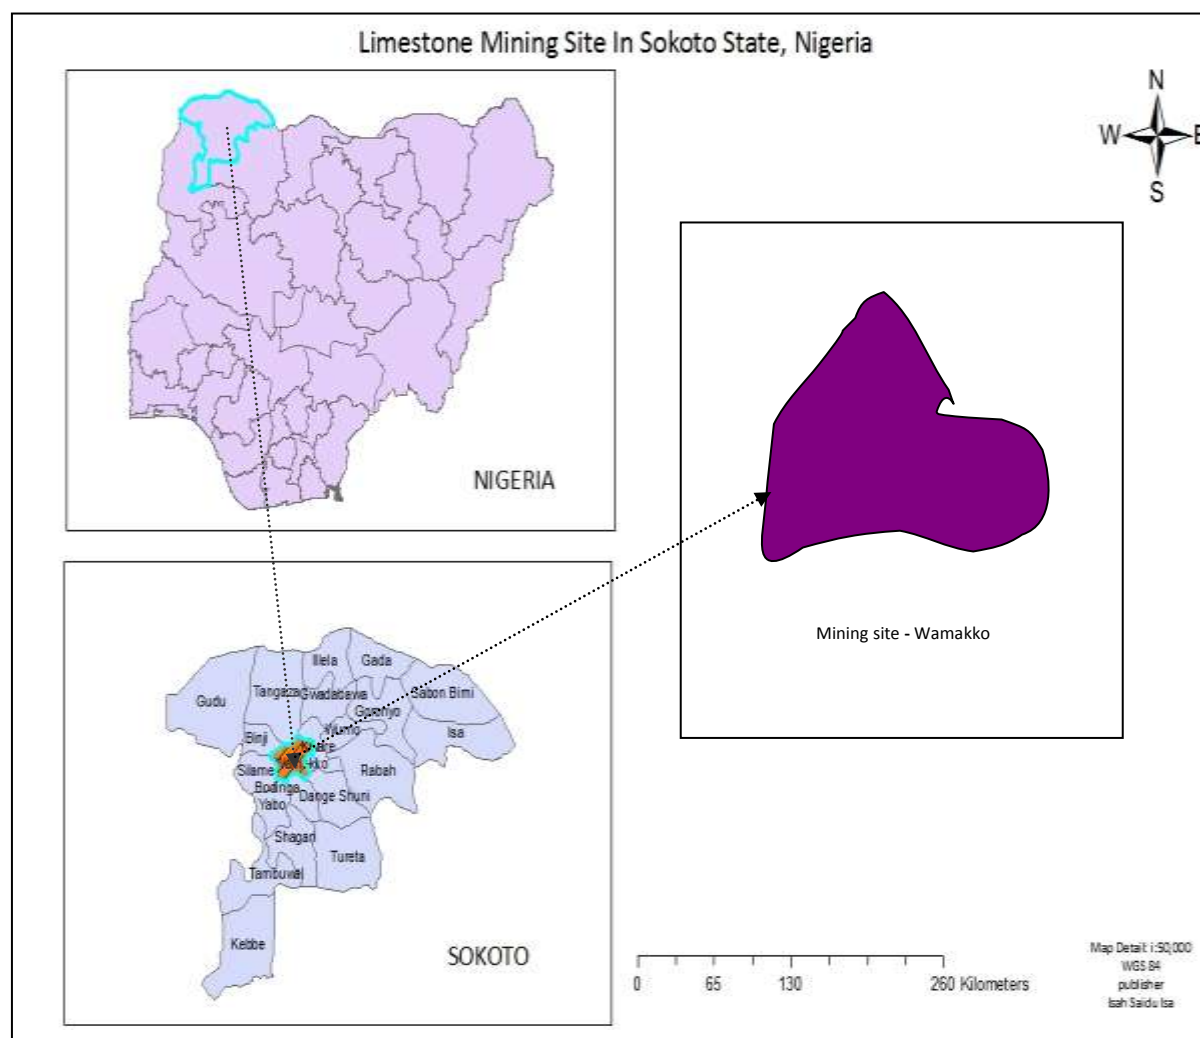 Limestone Mining Site In Sokoto State, Nigeria
N
W E
S
NIGERIA
Mining site - Wamakko
Illela
Gada
Gudu
Tangaza
Gwadabawa
Sabon Birni
Goronyo
Wurno
Isa
Binji
Silame
Rabah
Bodinga
Dange Shuni
Yabo
Shagari
Tureta
Tambuwal
Kebbe
SOKOTO
0 65 130 260 Kilometers
Map Detail: i:50,000
WGS 84
publisher
Isah Saidu Isa